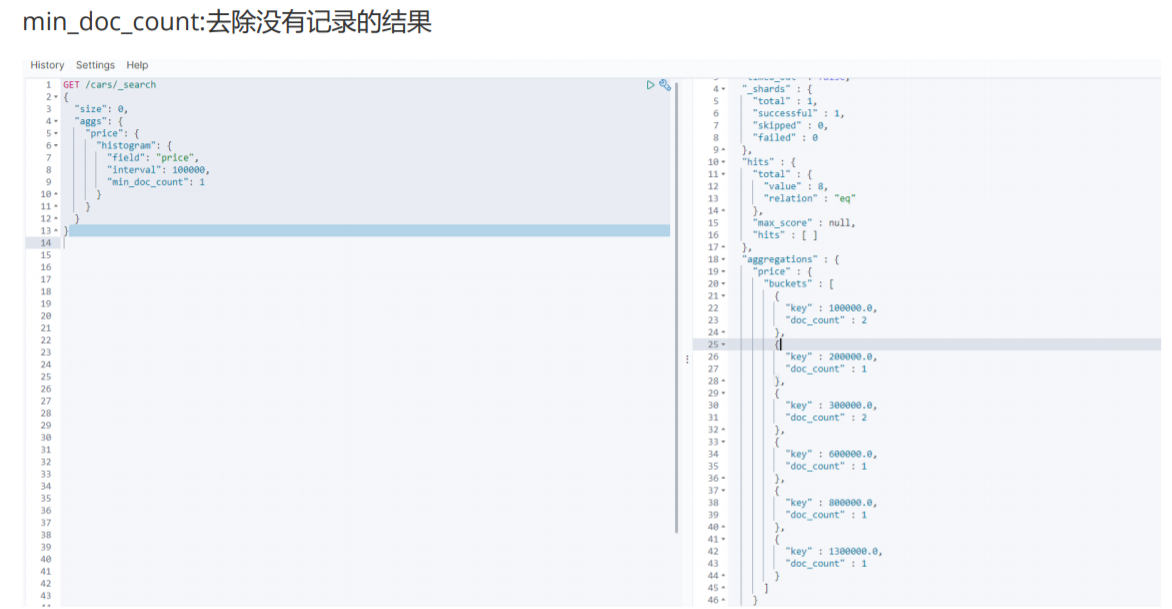 min_doc_count:去除没有记录的结果
History Settings Help
1 GET /cars/_search
2 {
3 "size": 0,
4 "aggs": {
5 "price": {
6 "histogram": {
7 "field": "price",
8 "interval": 100000,
9 "min_doc_count": 1
10 }
11 }
12 }
13 }
14
15
16
17
18
19
20
21
22
23
24
25
26
27
28
29
30
31
32
33
34
35
36
37
38
39
40
41
42
43
4 "_shards" : {
5 "total" : 1,
6 "successful" : 1,
7 "skipped" : 0,
8 "failed" : 0
9 },
10 "hits" : {
11 "total" : {
12 "value" : 8,
13 "relation" : "eq"
14 },
15 "max_score" : null,
16 "hits" : [ ]
17 },
18 "aggregations" : {
19 "price" : {
20 "buckets" : [
21 {
22 "key" : 100000.0,
23 "doc_count" : 2
24 },
25 {
26 "key" : 200000.0,
27 "doc_count" : 1
28 },
29 {
30 "key" : 300000.0,
31 "doc_count" : 2
32 },
33 {
34 "key" : 600000.0,
35 "doc_count" : 1
36 },
37 {
38 "key" : 800000.0,
39 "doc_count" : 1
40 },
41 {
42 "key" : 1300000.0,
43 "doc_count" : 1
44 }
45 ]
46 }